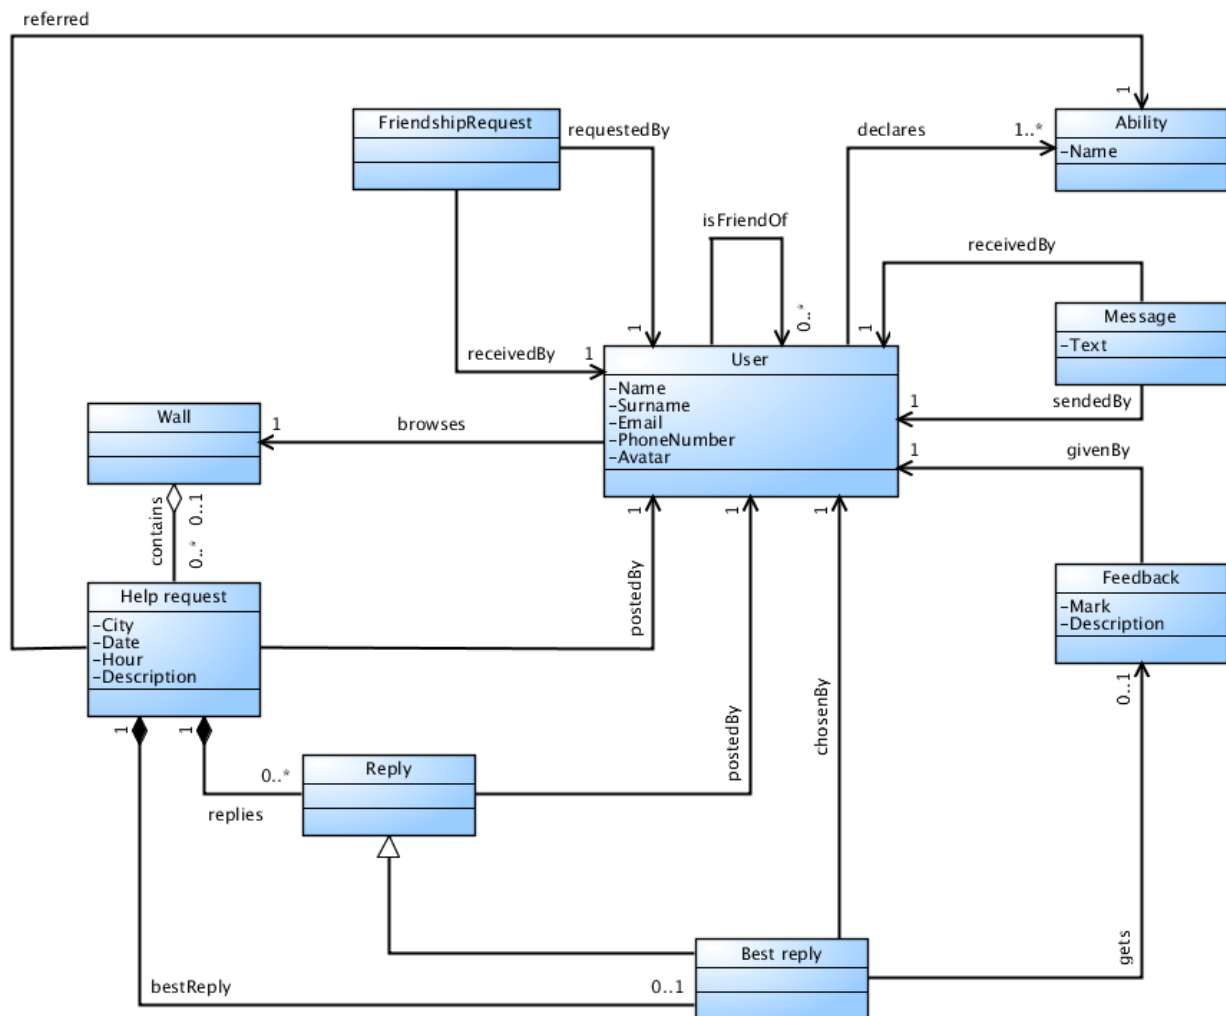 referred
1
FriendshipRequest
requestedBy
declares
1..*
Ability
-Name
isFriendOf
receivedBy
0..*
Message
-Text
1
1
receivedBy
1
User
-Name
-Surname
-Email
-PhoneNumber
-Avatar
1
sendedBy
Wall
1
browses
1
givenBy
contains
0..1
0..*
1
1
1
Help request
-City
-Date
-Hour
-Description
postedBy
Feedback
-Mark
-Description
1
1
postedBy
chosenBy
0..1
0..*
Reply
replies
gets
Best reply
bestReply
0..1